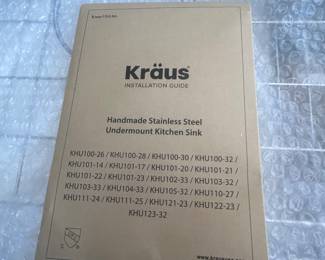 Kräus
INSTALLATION GUIDE
Handmade Stainless Steel
Undermount Kitchen Sink
KHU100-26 / KHU100-28 / KHU100-30 / KHU100-32 /
KHU101-14 / KHU101-17 / KHU101-20 / KHU101-21 /
KHU101-22 / KHU101-23 / KHU102-33 / KHU103-32 /
KHU103-33 / KHU104-33 / KHU105-32 / KHU110-27 /
KHU111-24 / KHU111-25 / KHU121-23 / KHU122-23 /
KHU123-32